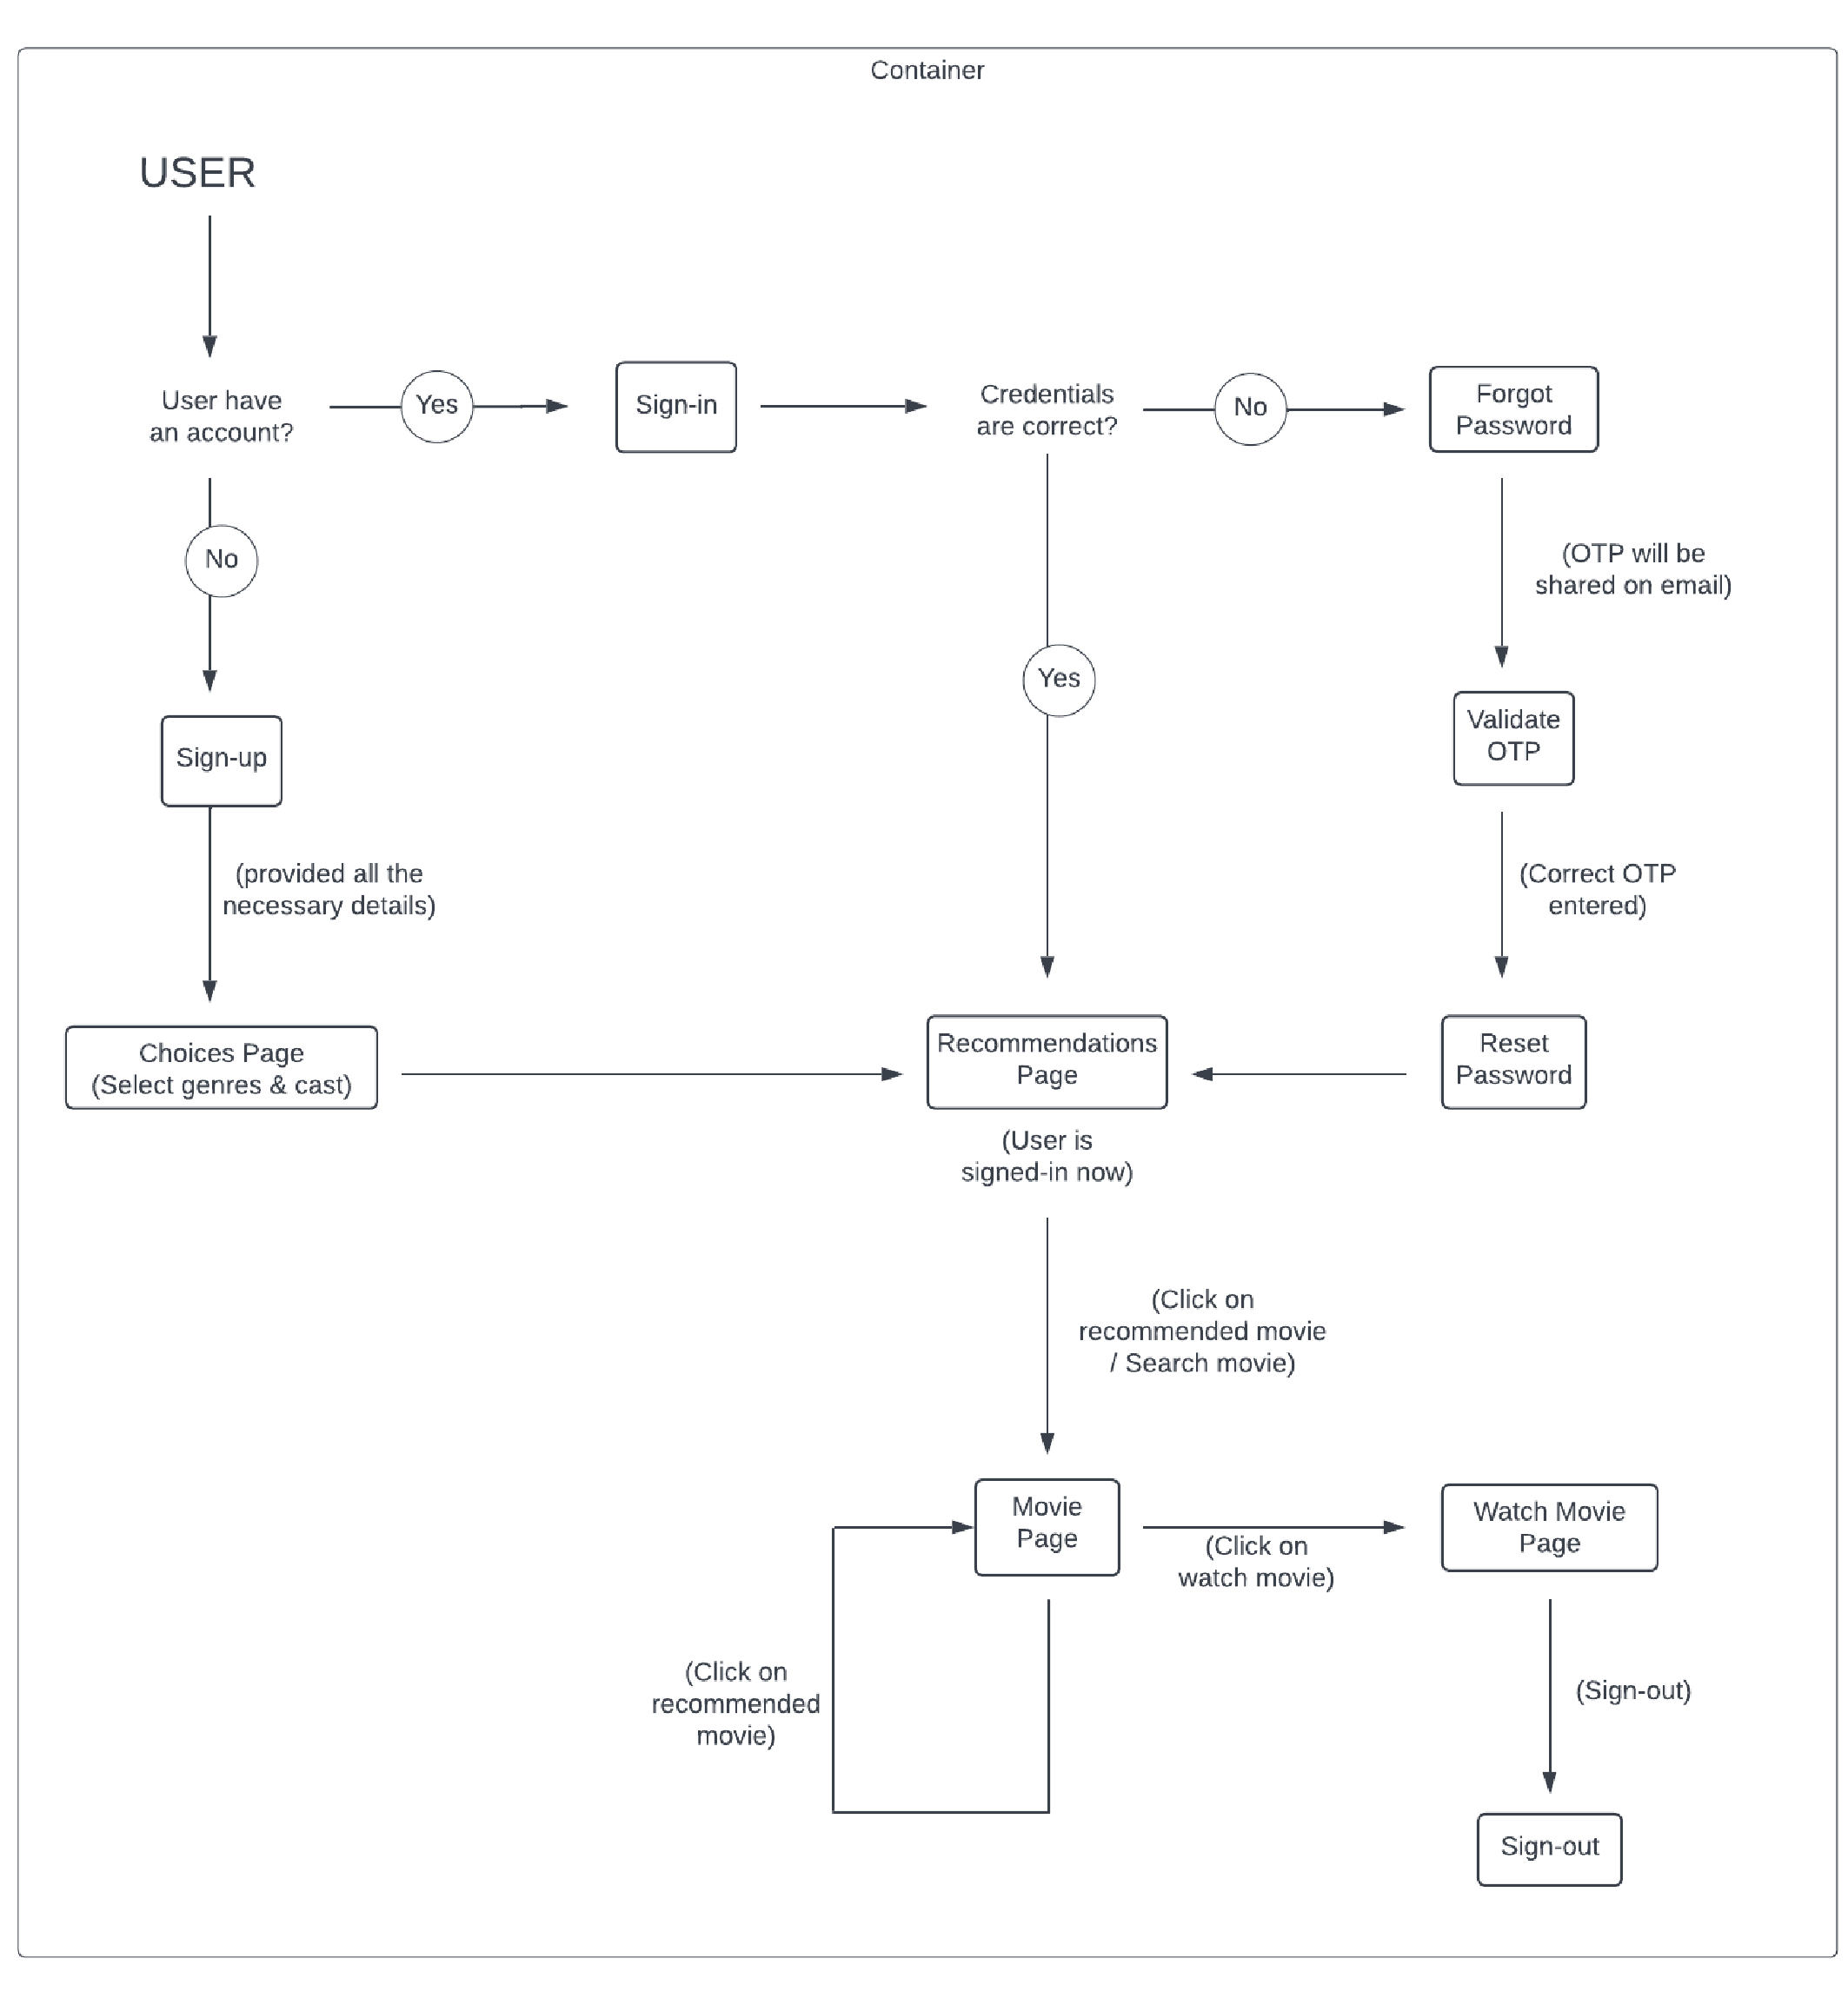 Container
USER
User have
an account?
Yes
Sign-in
Credentials
are correct?
No
Forgot
Password
No
(OTP will be
shared on email)
Yes
Sign-up
Validate
OTP
(provided all the
necessary details)
(Correct OTP
entered)
Choices Page
(Select genres & cast)
Recommendations
Page
Reset
Password
(User is
signed-in now)
(Click on
recommended movie
/ Search movie)
Movie
Page
(Click on
watch movie)
Watch Movie
Page
(Click on
recommended
movie)
(Sign-out)
Sign-out